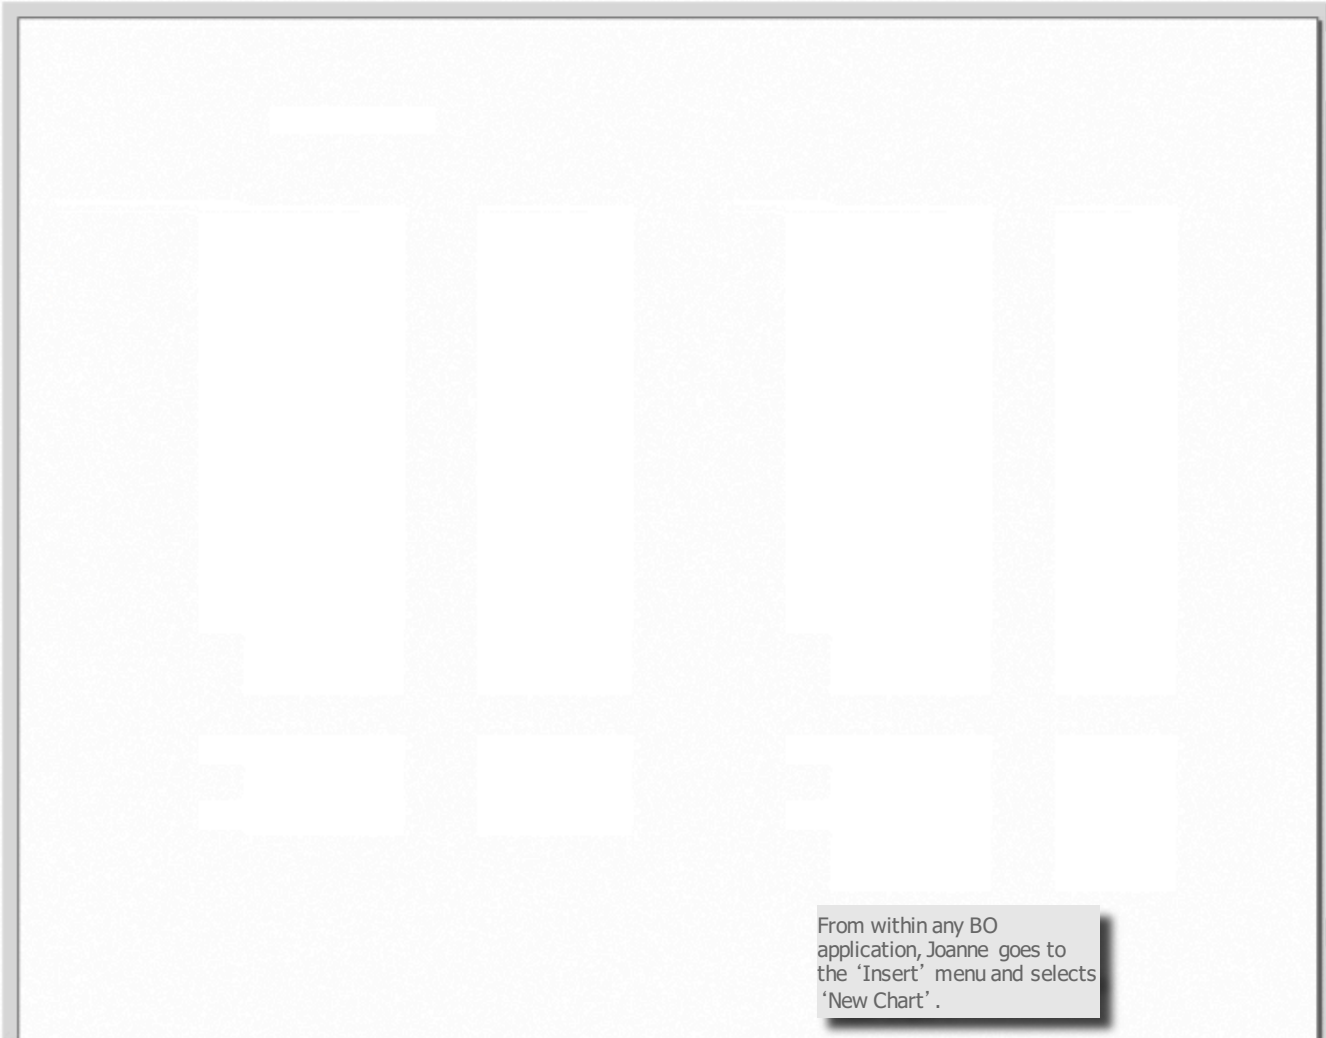 From within any BO
application, Joanne goes to
the ‘Insert’ menu and selects
‘New Chart’.